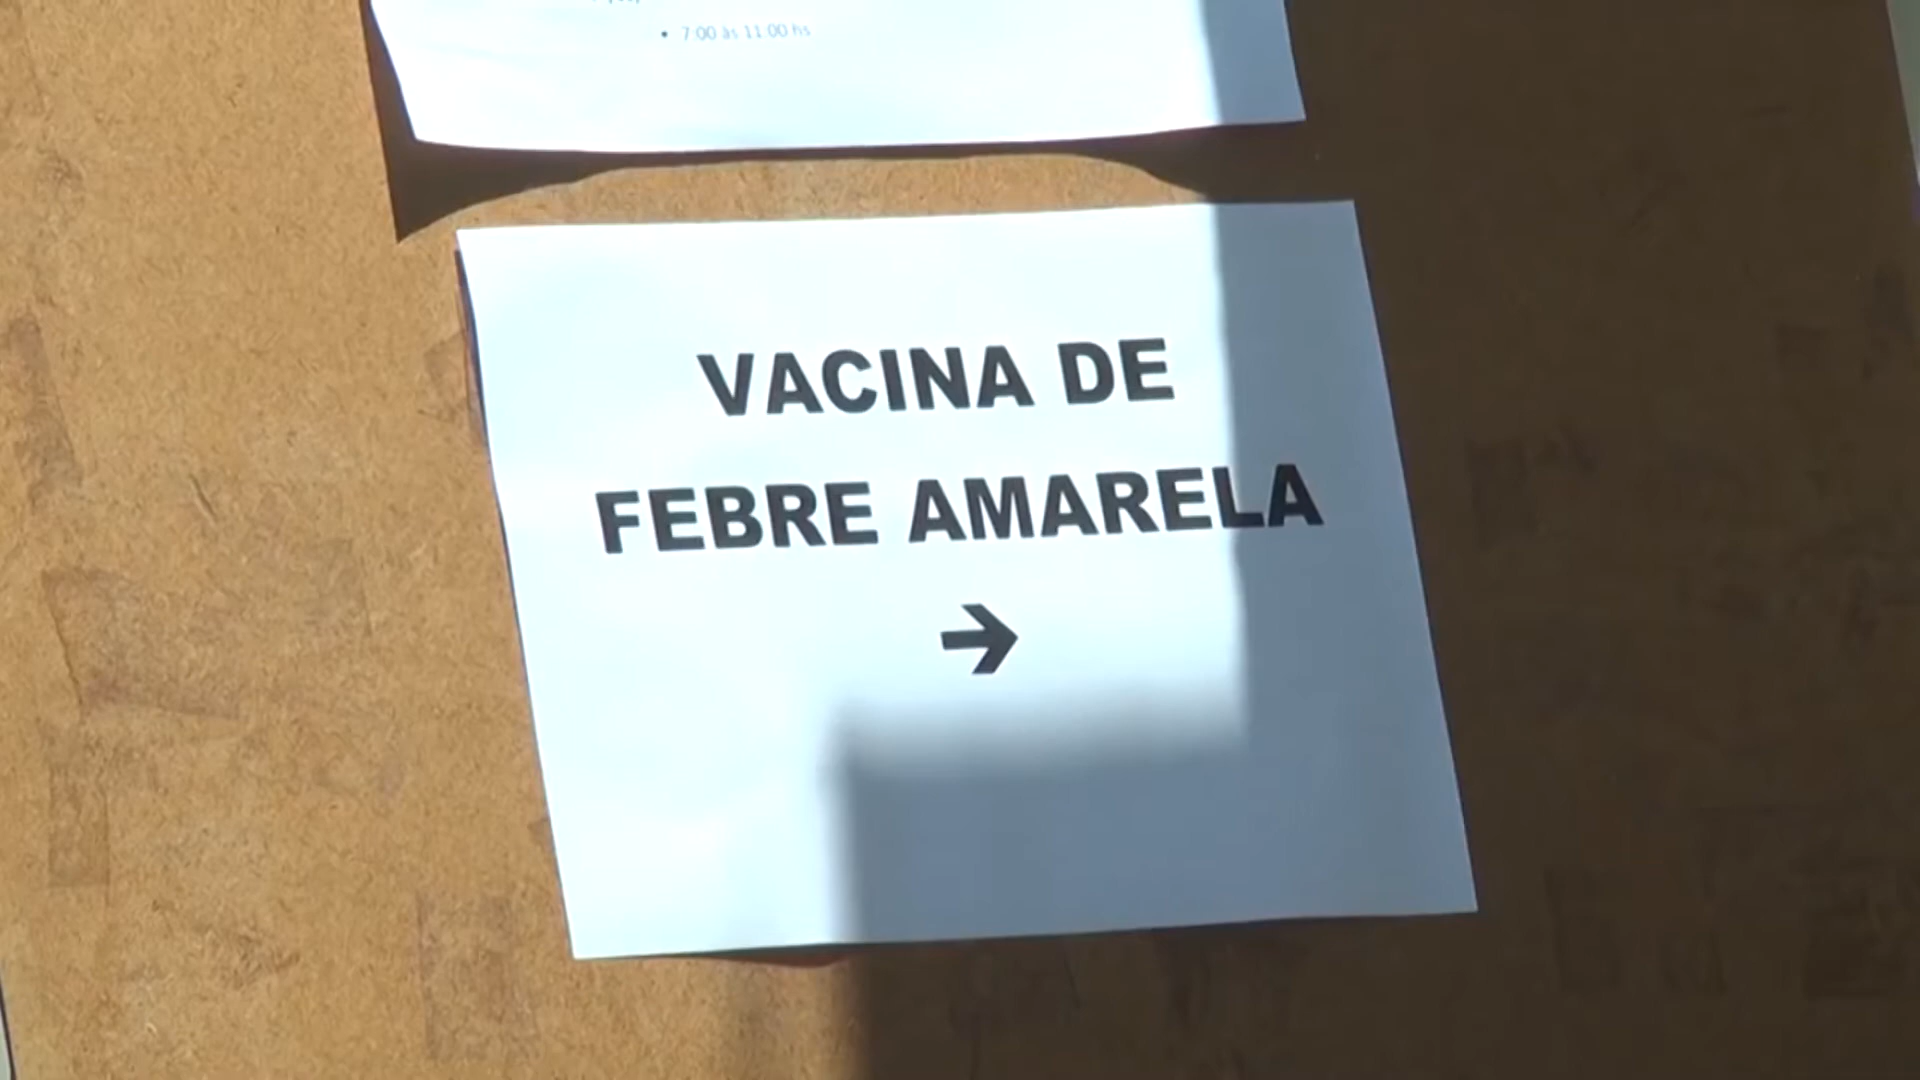 • 7:00 às 11:00 hs
VACINA DE
FEBRE AMARELA
→